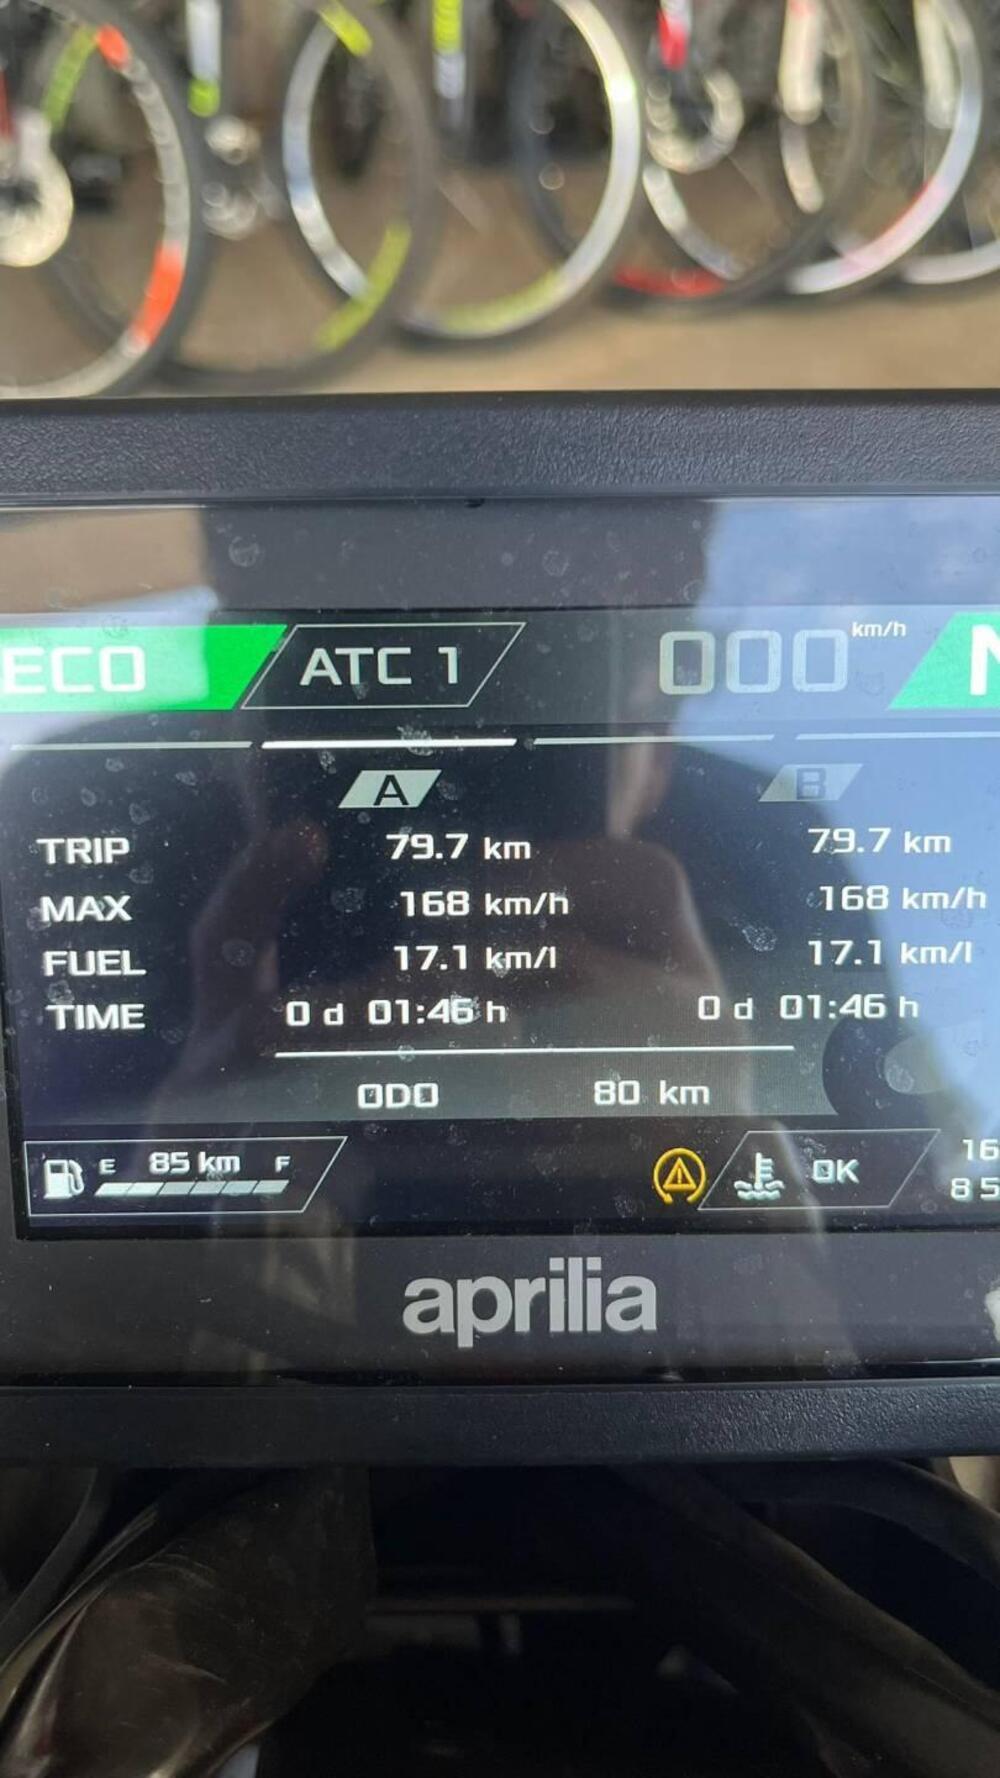 ECO ATC 1 000 km/h N
A B
TRIP 79.7 km 79.7 km
MAX 168 km/h 168 km/h
FUEL 17.1 km/l 17.1 km/l
TIME 0 d 01:46 h 0 d 01:46 h
ODO 80 km
E 85 km F OK 16
85
aprilia